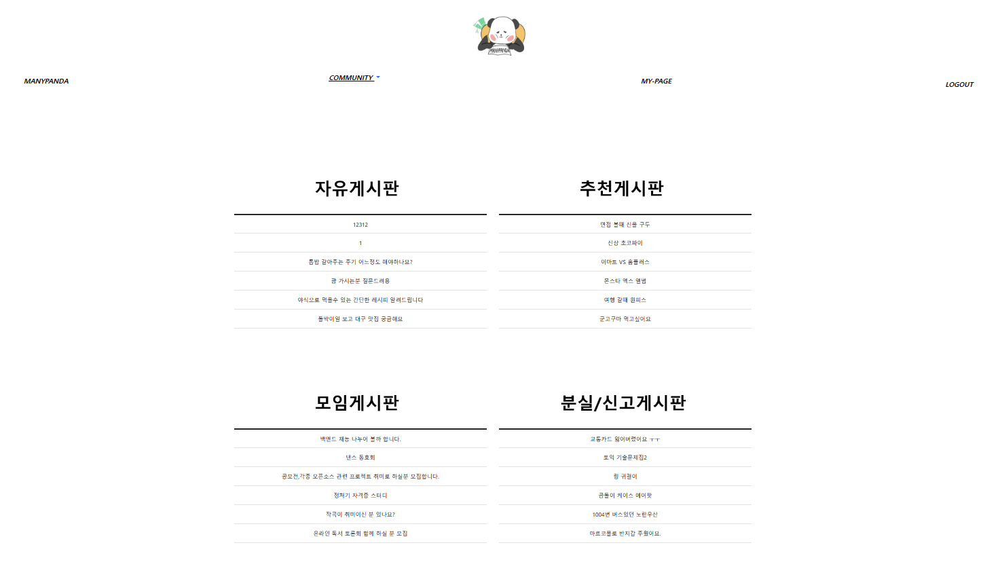 MANYPANDA
MANYPANDA
COMMUNITY
MY-PAGE
LOGOUT
자유게시판
12312
1
톱밥 갈아주는 주기 어느정도 해야하나요?
괌 가시는분 질문드려용
야식으로 먹을수 있는 간단한 레시피 알려드립니다
돌박이일 보고 대구 맛집 궁금해요
추천게시판
면접 볼때 신을 구두
신상 초코파이
이마트 VS 홈플러스
몬스타 엑스 앨범
여행 갈때 원피스
군고구마 먹고싶어요
모임게시판
백앤드 재능 나누어 볼까 합니다.
댄스 동호회
공모전,각종 오픈소스 관련 프로젝트 취미로 하실분 모집합니다.
정처기 자격증 스터디
작곡이 취미이신 분 있나요?
온라인 독서 토론회 함께 하실 분 모집
분실/신고게시판
교통카드 잃어버렸어요 ㅜㅜ
토익 기출문제집2
링 귀걸이
곰돌이 케이스 에어팟
1004번 버스있던 노란우산
마르코폴로 반지갑 주웠어요.